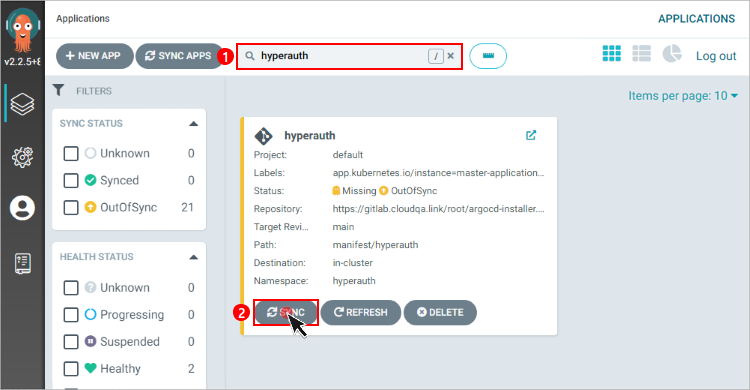 Applications
APPLICATIONS
v2.2.5+8
NEW APP
SYNC APPS
1
hyperauth
/
Log out
FILTERS
Items per page: 10
SYNC STATUS
Unknown 0
Synced 0
OutOfSync 21
HEALTH STATUS
? Unknown 0
Progressing 0
Suspended 0
Healthy 2
hyperauth
Project: default
Labels: app.kubernetes.io/instance=master-application...
Status: Missing OutOfSync
Repository: https://gitlab.cloudqa.link/root/argocd-installer....
Target Revi... main
Path: manifest/hyperauth
Destination: in-cluster
Namespace: hyperauth
2
SYNC
REFRESH
DELETE